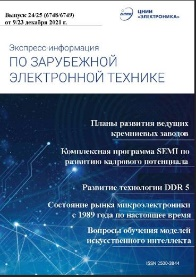 Выпуск 24/25 (6748/6749)
от 9/23 декабря 2021 г.
ЦНИИ
«ЭЛЕКТРОНИКА»
Экспресс-информация
ПО ЗАРУБЕЖНОЙ
ЭЛЕКТРОННОЙ ТЕХНИКЕ
Планы развития ведущих
кремниевых заводов
Комплексная программа SEMI по
развитию кадрового потенциала
Развитие технологии DDR 5
Состояние рынка микроэлектроники
с 1989 года по настоящее время
Вопросы обучения моделей
искусственного интеллекта